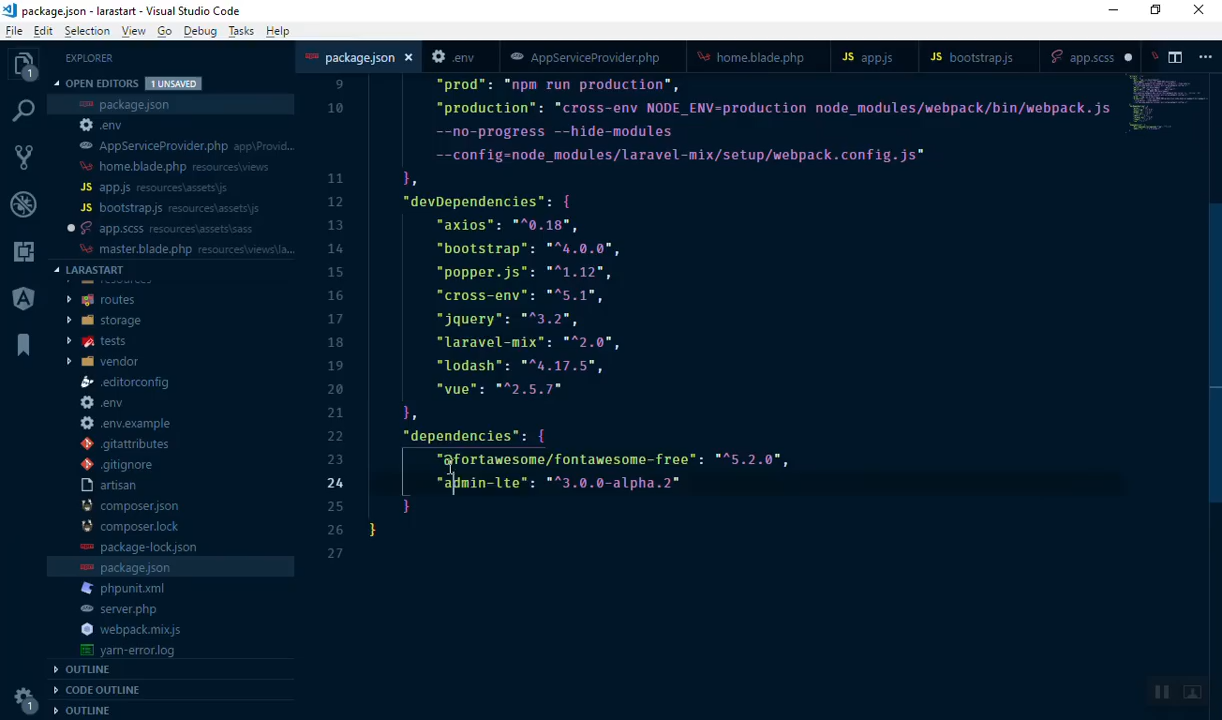 package.json - larastart - Visual Studio Code
File Edit Selection View Go Debug Tasks Help
EXPLORER
OPEN EDITORS 1 UNSAVED
package.json
.env
AppServiceProvider.php app\Provid...
home.blade.php resources\views
JS app.js resources\assets\js
JS bootstrap.js resources\assets\js
app.scss resources\assets\sass
master.blade.php resources\views\la...
LARASTART
resources
routes
storage
tests
vendor
.editorconfig
.env
.env.example
.gitattributes
.gitignore
artisan
composer.json
composer.lock
package-lock.json
package.json
phpunit.xml
server.php
webpack.mix.js
yarn-error.log
OUTLINE
CODE OUTLINE
OUTLINE
1
1
package.json .env AppServiceProvider.php home.blade.php JS app.js JS bootstrap.js app.scss
9 "prod": "npm run production",
10 "production": "cross-env NODE_ENV=production node_modules/webpack/bin/webpack.js
--no-progress --hide-modules
--config=node_modules/laravel-mix/setup/webpack.config.js"
11 },
12 "devDependencies": {
13 "axios": "^0.18",
14 "bootstrap": "^4.0.0",
15 "popper.js": "^1.12",
16 "cross-env": "^5.1",
17 "jquery": "^3.2",
18 "laravel-mix": "^2.0",
19 "lodash": "^4.17.5",
20 "vue": "^2.5.7"
21 },
22 "dependencies": {
23 "@fortawesome/fontawesome-free": "^5.2.0",
24 "admin-lte": "^3.0.0-alpha.2"
25 }
26 }
27